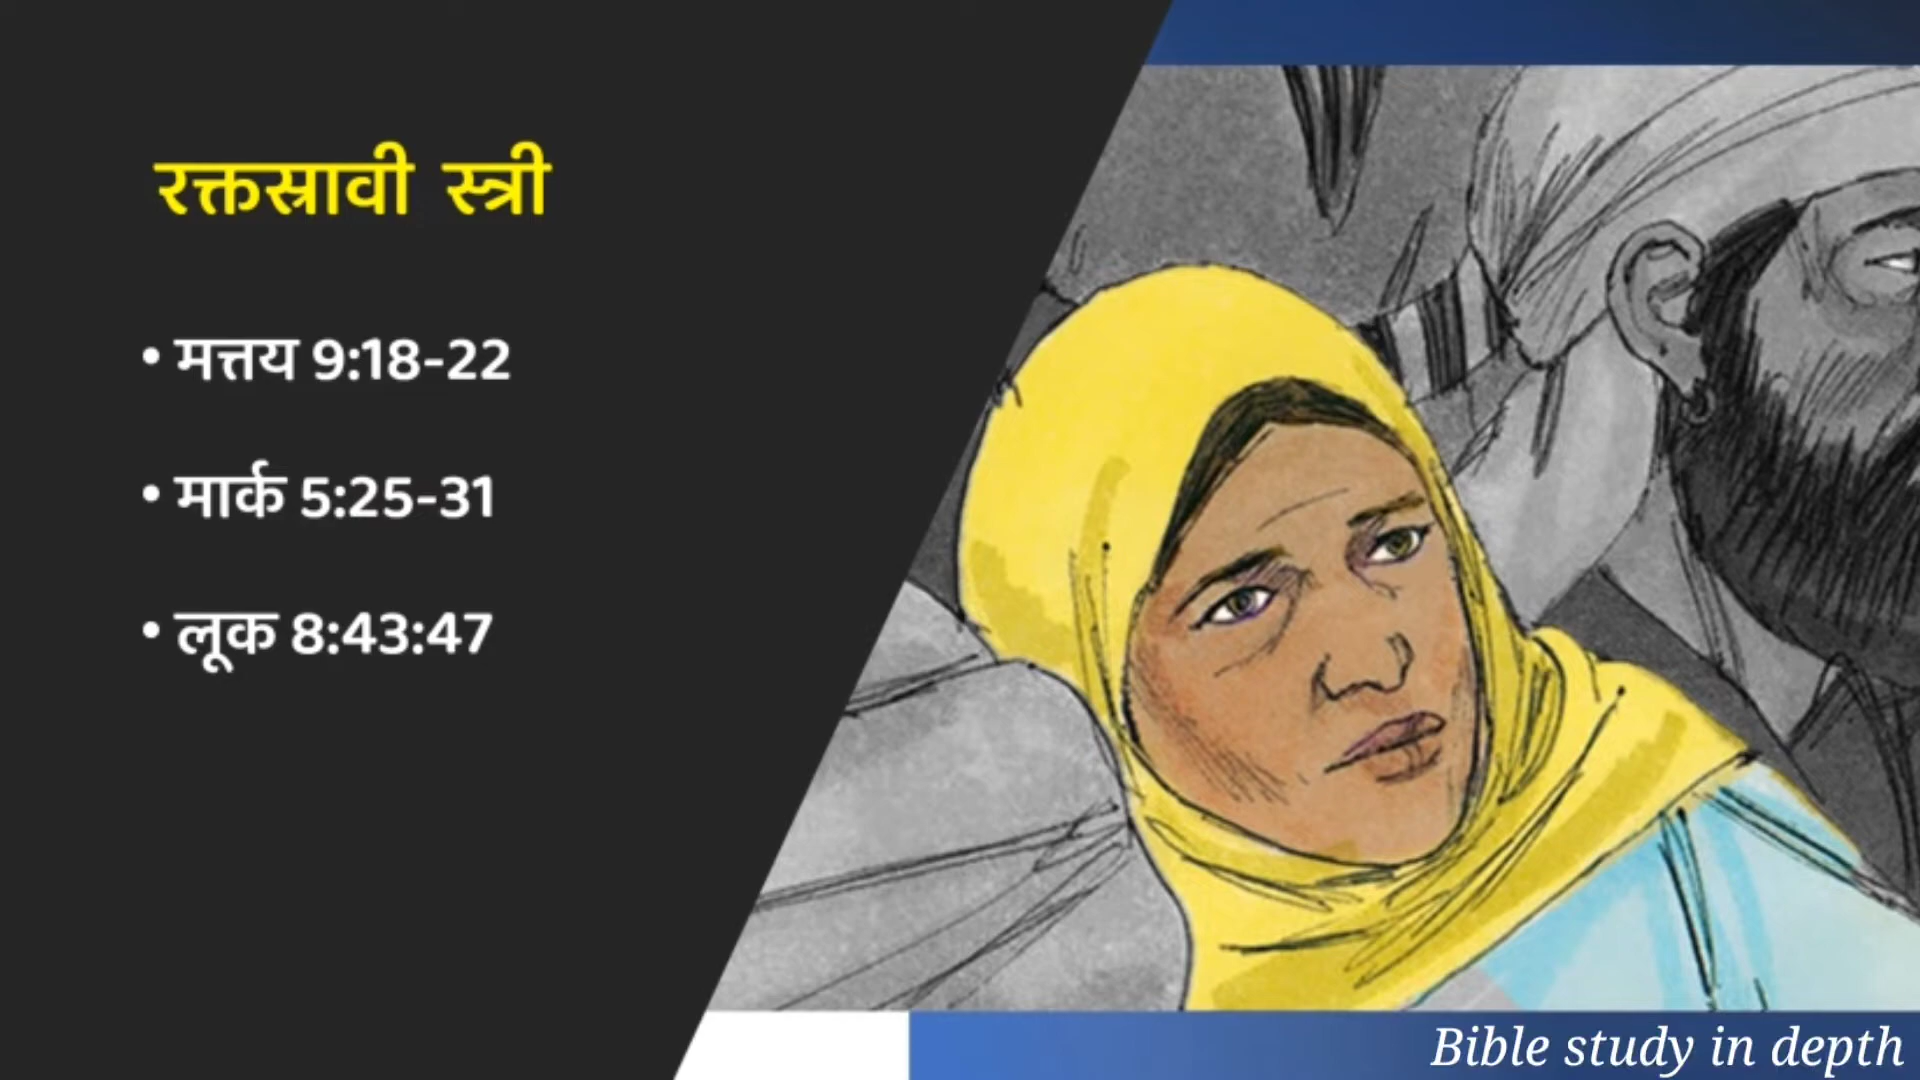 रक्तस्रावी स्त्री
• मत्तय 9:18-22
• मार्क 5:25-31
• लूक 8:43:47
Bible study in depth